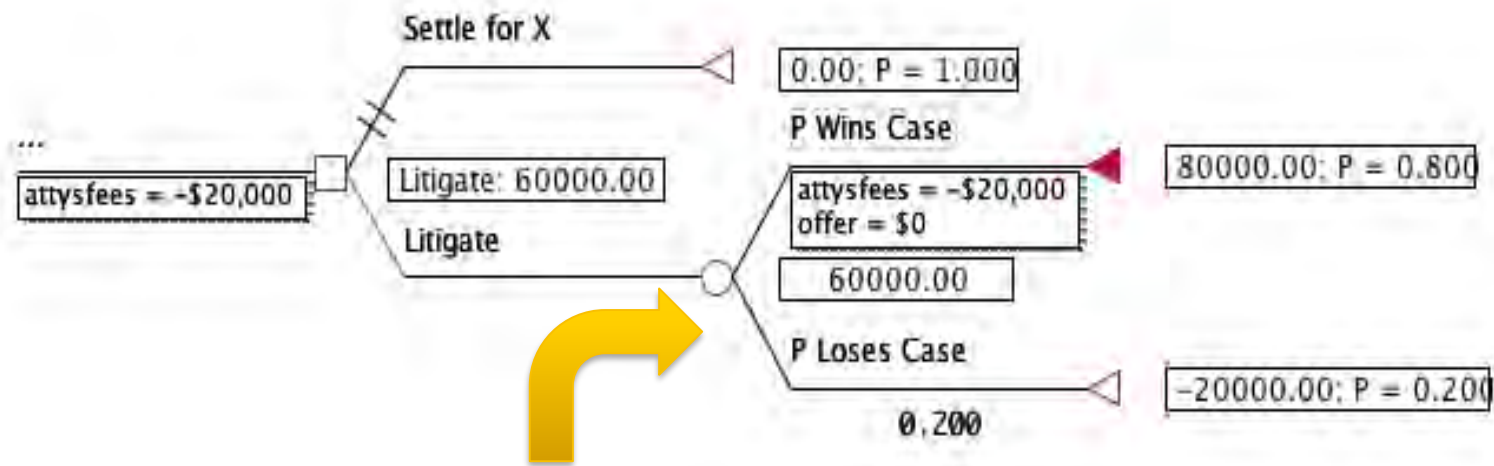 Settle for X
0.00; P = 1.000
P Wins Case
...
80000.00; P = 0.800
Litigate: 60000.00
attysfees = -$20,000
attysfees = -$20,000
offer = $0
Litigate
60000.00
P Loses Case
-20000.00; P = 0.200
0.200